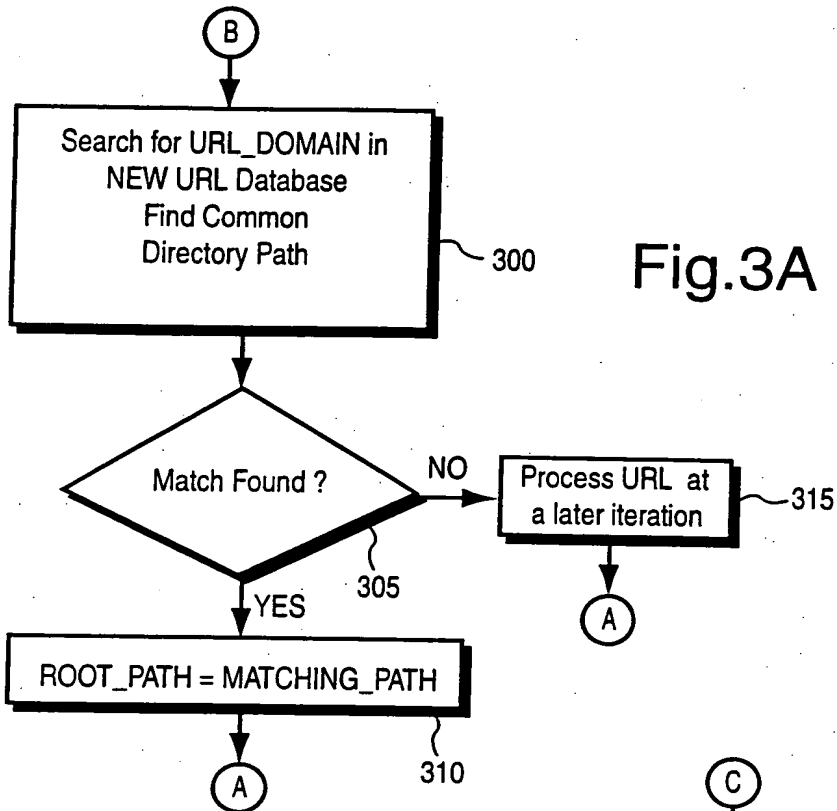 B
Search for URL_DOMAIN in
NEW URL Database
Find Common
Directory Path
300
Fig.3A
Match Found ?
NO
Process URL at
a later iteration
315
305
YES
A
ROOT_PATH = MATCHING_PATH
310
A
C